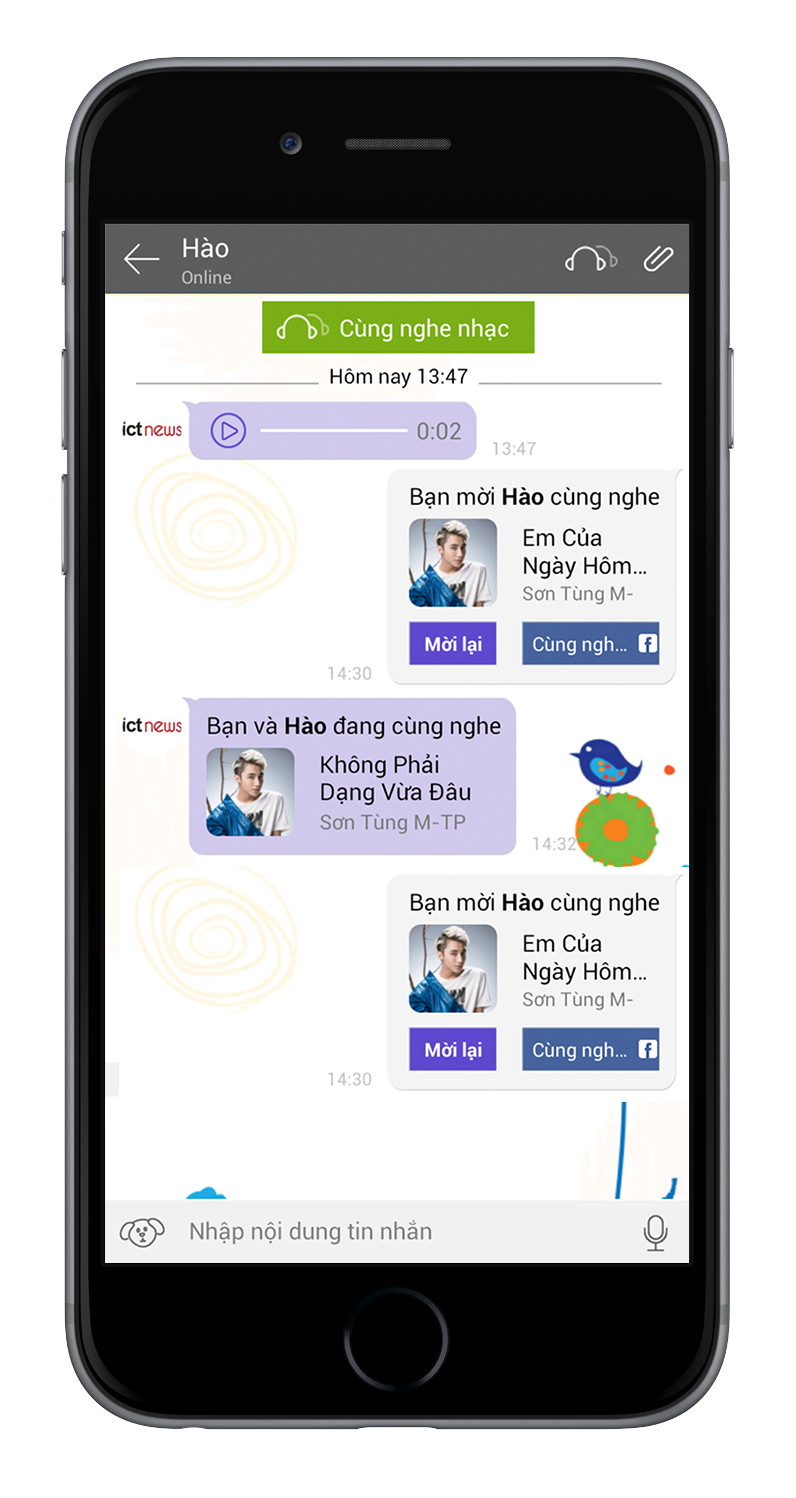 Hào
Online
Cùng nghe nhạc
Hôm nay 13:47
ictnews
0:02
13:47
Bạn mời Hào cùng nghe
Em Của
Ngày Hôm...
Sơn Tùng M-
Mời lại
Cùng ngh...
14:30
ictnews
Bạn và Hào đang cùng nghe
Không Phải
Dạng Vừa Đâu
Sơn Tùng M-TP
14:32
Bạn mời Hào cùng nghe
Em Của
Ngày Hôm...
Sơn Tùng M-
Mời lại
Cùng ngh...
14:30
Nhập nội dung tin nhắn